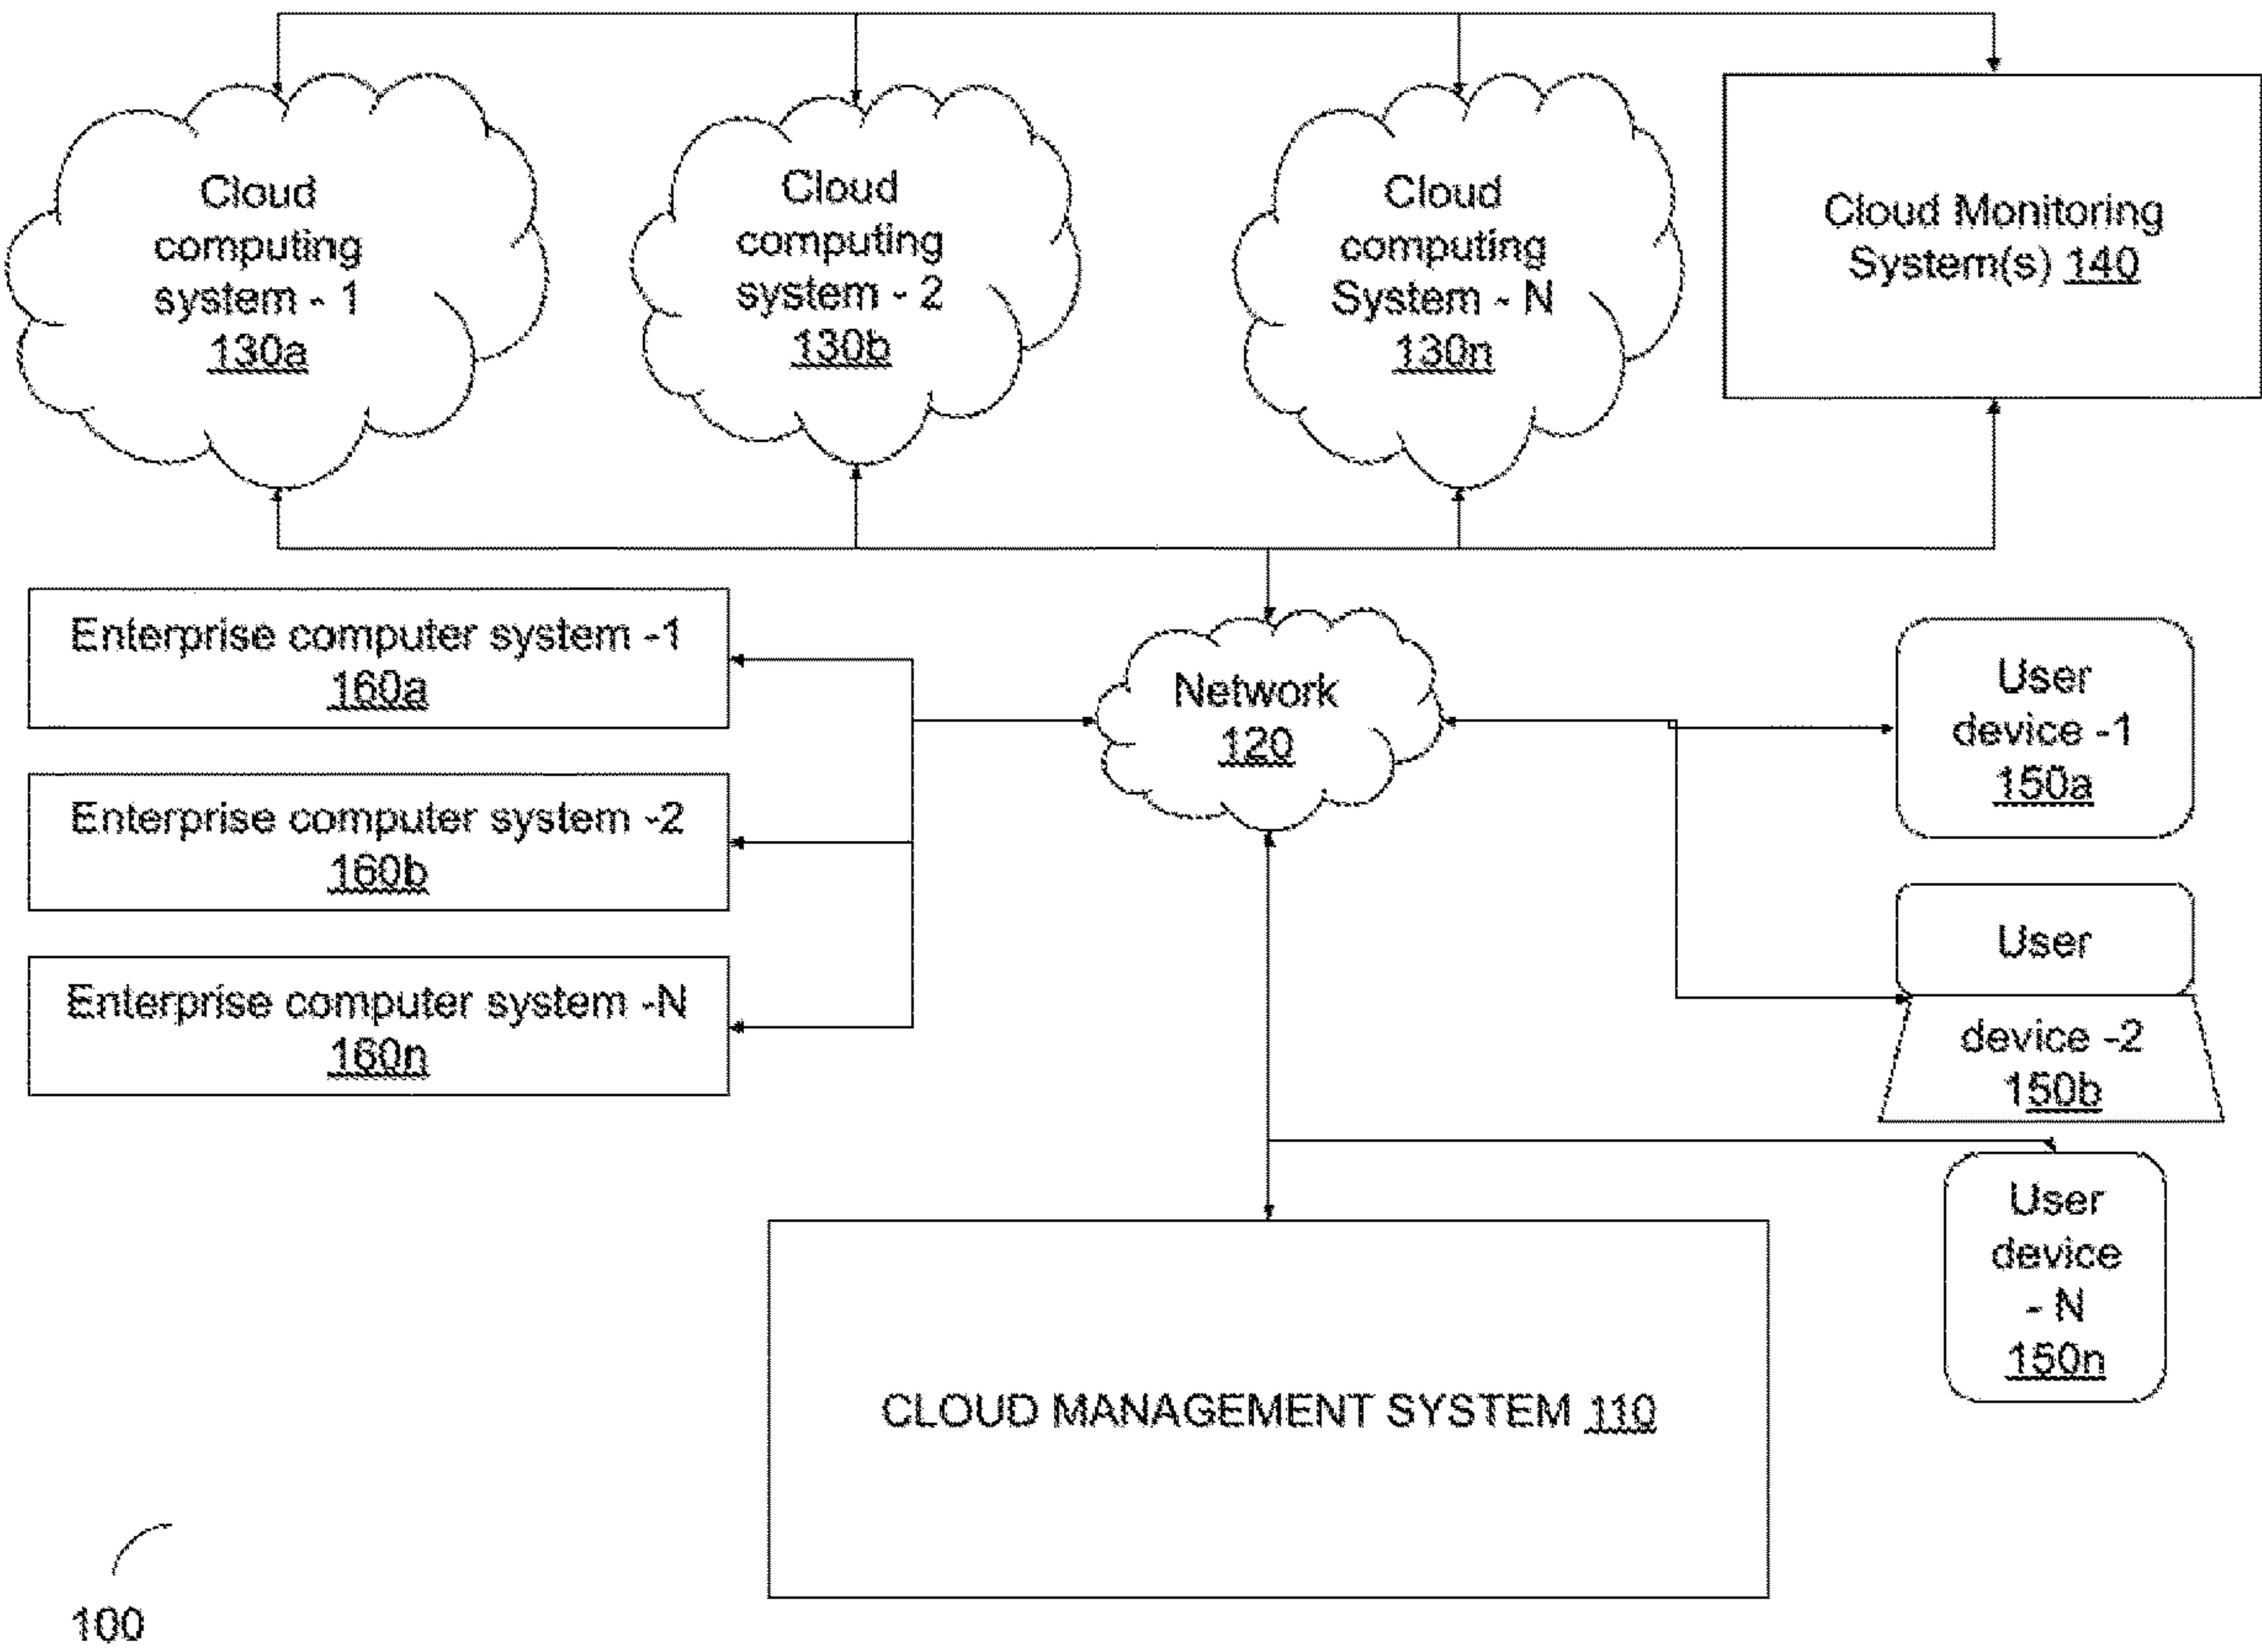 Cloud
computing
system - 1
130a
Cloud
computing
system - 2
130b
Cloud
computing
System - N
130n
Cloud Monitoring
System(s) 140
Enterprise computer system -1
160a
Enterprise computer system -2
160b
Enterprise computer system -N
160n
Network
120
User
device -1
150a
User
device -2
150b
User
device
- N
150n
CLOUD MANAGEMENT SYSTEM 110
100